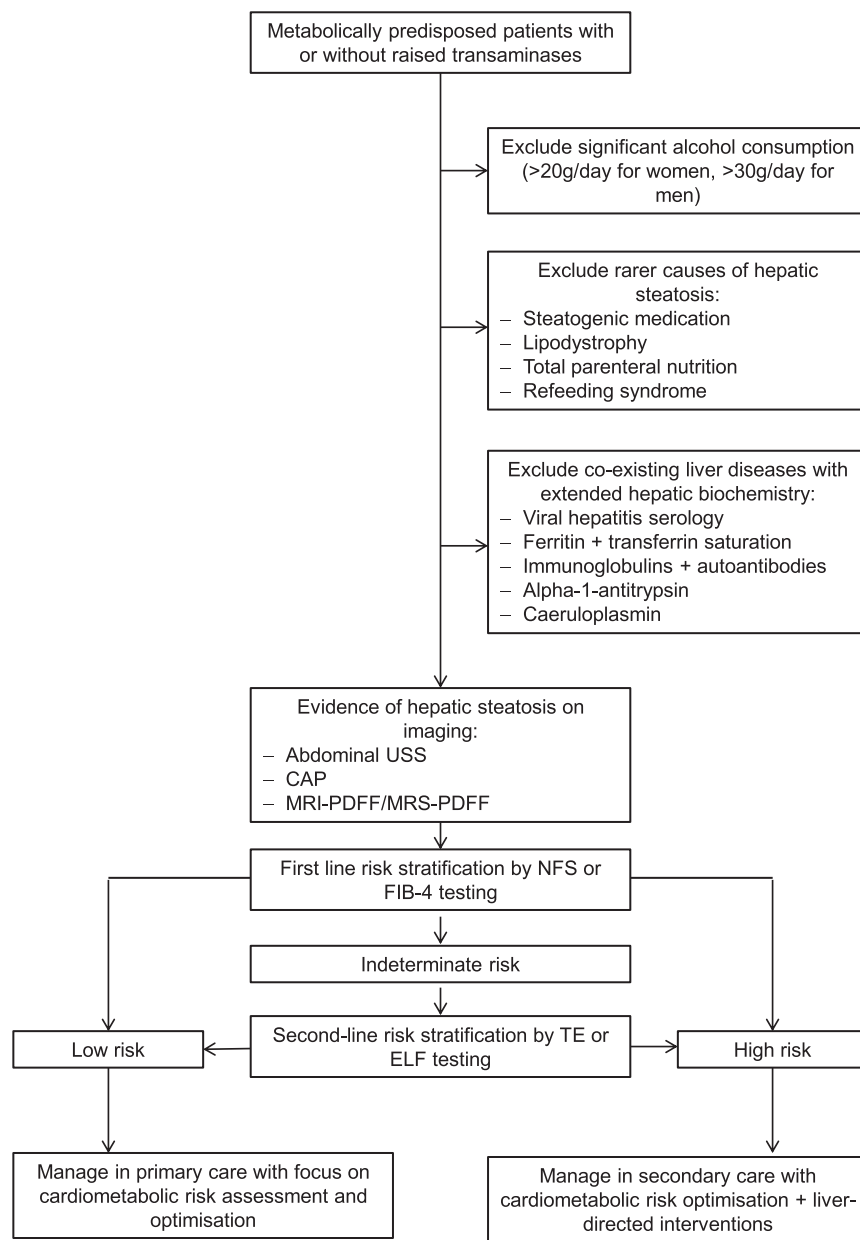 Metabolically predisposed patients with
or without raised transaminases
Exclude significant alcohol consumption
(>20g/day for women, >30g/day for
men)
Exclude rarer causes of hepatic
steatosis:
– Steatogenic medication
– Lipodystrophy
– Total parenteral nutrition
– Refeeding syndrome
Exclude co-existing liver diseases with
extended hepatic biochemistry:
– Viral hepatitis serology
– Ferritin + transferrin saturation
– Immunoglobulins + autoantibodies
– Alpha-1-antitrypsin
– Caeruloplasmin
Evidence of hepatic steatosis on
imaging:
– Abdominal USS
– CAP
– MRI-PDFF/MRS-PDFF
First line risk stratification by NFS or
FIB-4 testing
Indeterminate risk
Low risk
Second-line risk stratification by TE or
ELF testing
High risk
Manage in primary care with focus on
cardiometabolic risk assessment and
optimisation
Manage in secondary care with
cardiometabolic risk optimisation + liver-
directed interventions